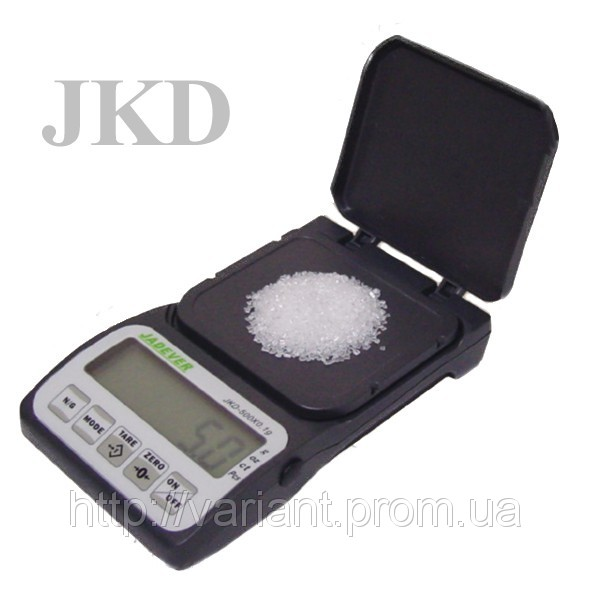 JKD
JADEVER
JKD-500X0.1g
5.0
g
oz
ct
Pcs
N/G
MODE
TARE
ZERO
→0←
ON
OFF
http://variant.prom.ua